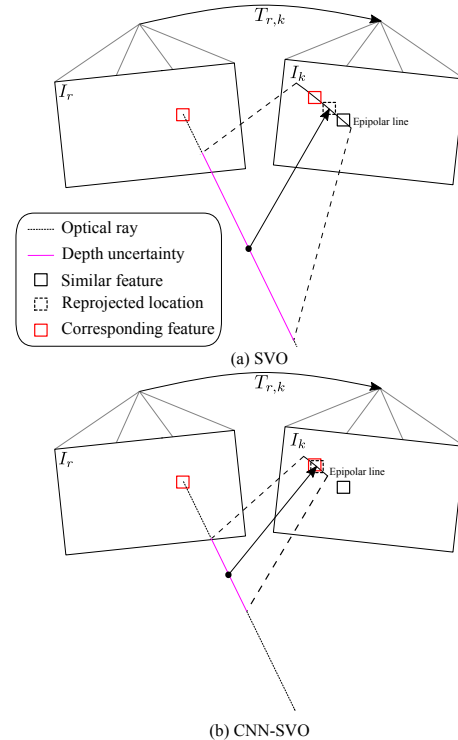 T_{r,k}
I_r
I_k
Epipolar line
Optical ray
Depth uncertainty
Similar feature
Reprojected location
Corresponding feature
(a) SVO
T_{r,k}
I_r
I_k
Epipolar line
(b) CNN-SVO